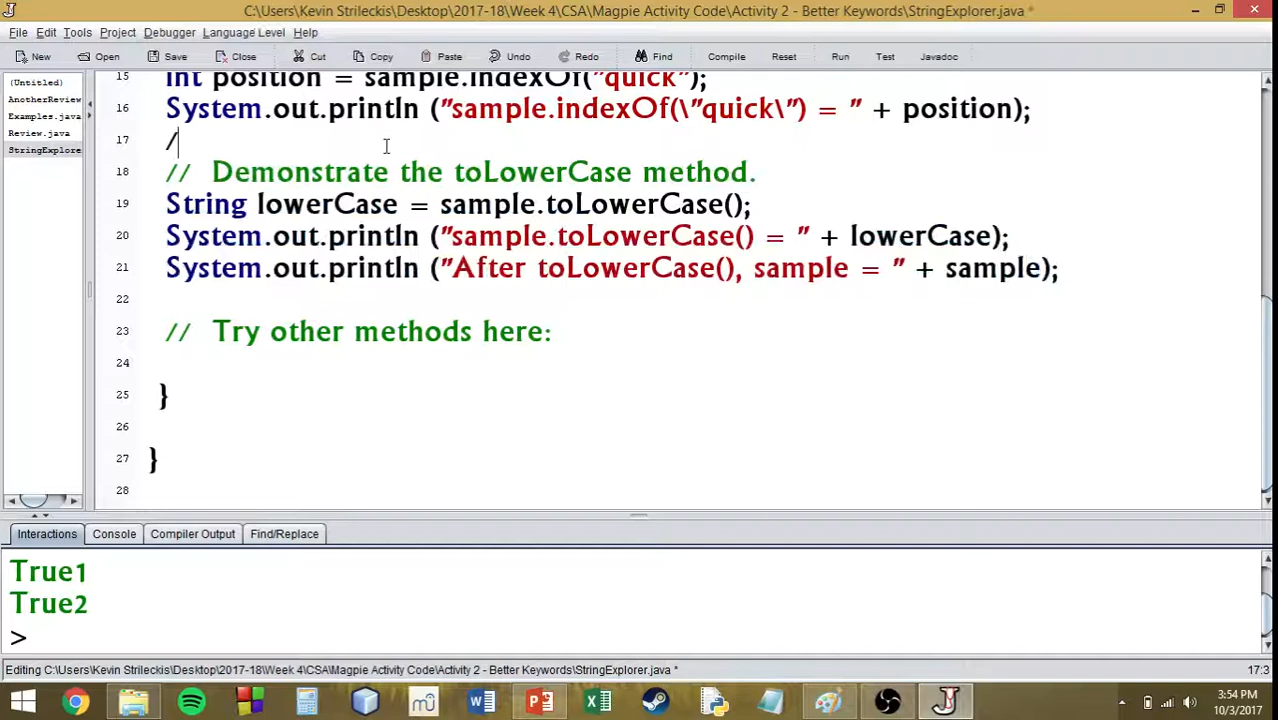 C:\Users\Kevin Strileckis\Desktop\2017-18\Week 4\CSA\Magpie Activity Code\Activity 2 - Better Keywords\StringExplorer.java *
File Edit Tools Project Debugger Language Level Help
New Open Save Close Cut Copy Paste Undo Redo Find Compile Reset Run Test Javadoc
(Untitled)
AnotherReview
Examples.java
Review.java
StringExplore
15 int position = sample.indexOf("quick");
16 System.out.println ("sample.indexOf(\"quick\") = " + position);
17 /
18 // Demonstrate the toLowerCase method.
19 String lowerCase = sample.toLowerCase();
20 System.out.println ("sample.toLowerCase() = " + lowerCase);
21 System.out.println ("After toLowerCase(), sample = " + sample);
22
23 // Try other methods here:
24
25 }
26
27 }
28
Interactions Console Compiler Output Find/Replace
True1
True2
>
Editing C:\Users\Kevin Strileckis\Desktop\2017-18\Week 4\CSA\Magpie Activity Code\Activity 2 - Better Keywords\StringExplorer.java * 17:3
3:54 PM
10/3/2017